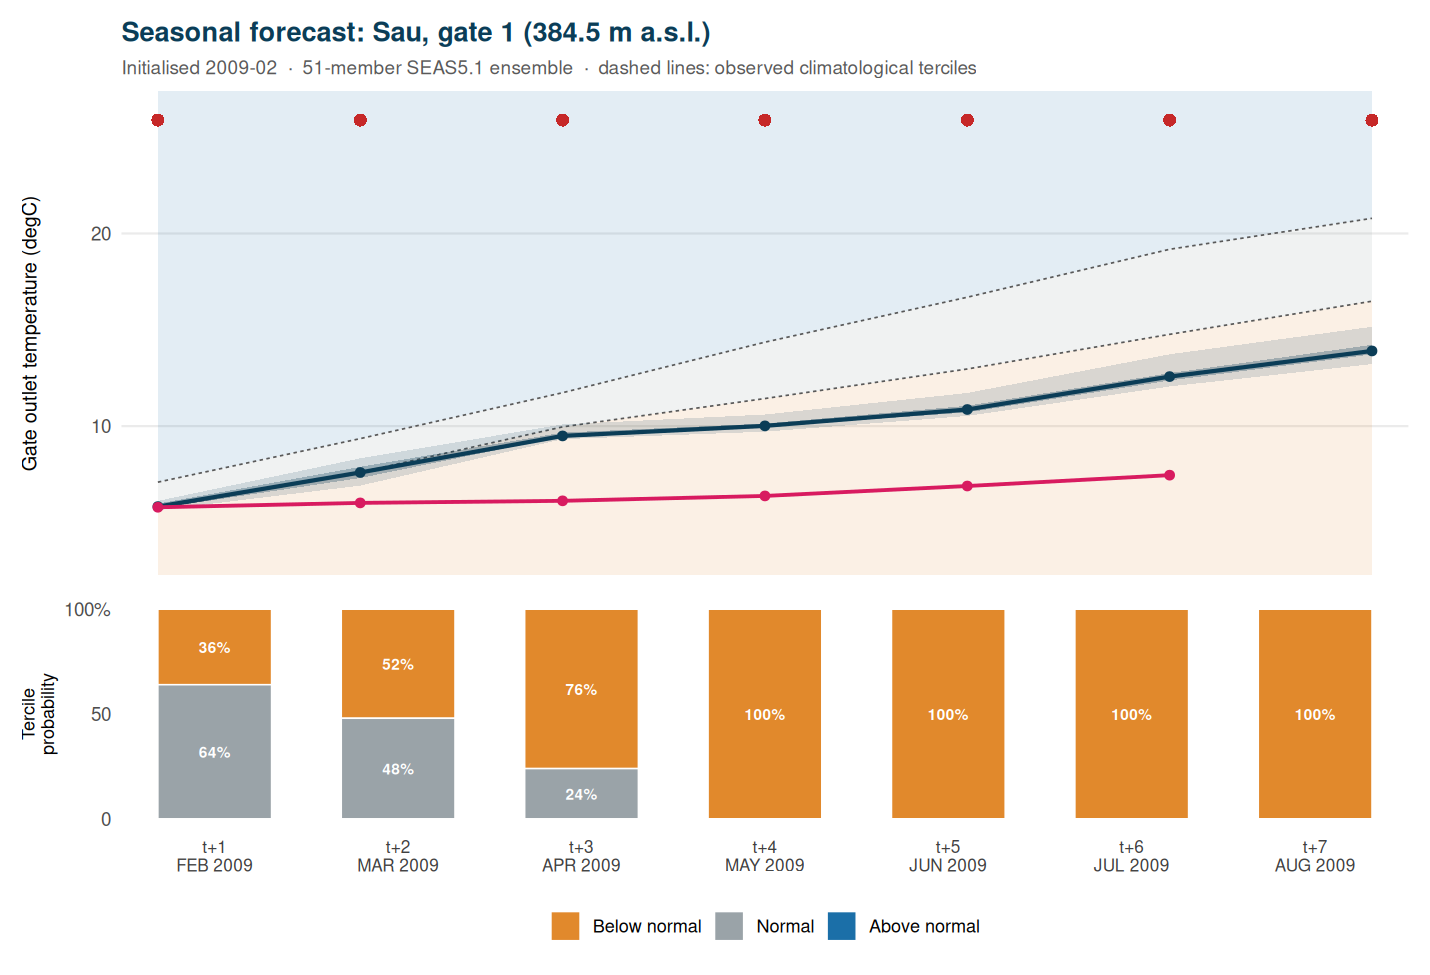 Seasonal forecast: Sau, gate 1 (384.5 m a.s.l.)
Initialised 2009-02 · 51-member SEAS5.1 ensemble · dashed lines: observed climatological terciles
Gate outlet temperature (degC)
20
10
Tercile
probability
100%
50
0
36%
64%
52%
48%
76%
24%
100%
100%
100%
100%
t+1
FEB 2009
t+2
MAR 2009
t+3
APR 2009
t+4
MAY 2009
t+5
JUN 2009
t+6
JUL 2009
t+7
AUG 2009
Below normal
Normal
Above normal